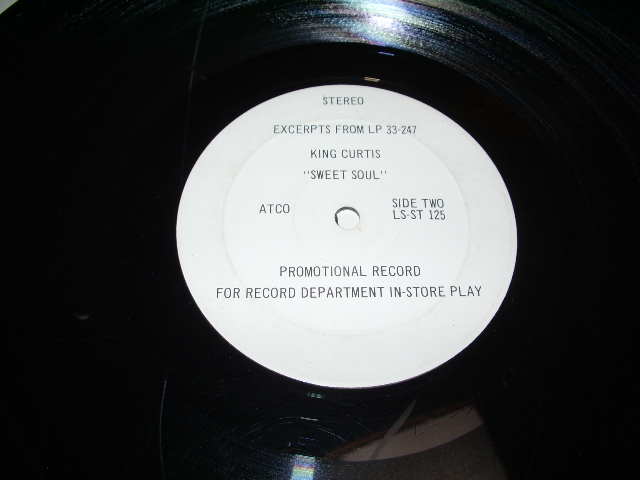 STEREO
EXCERPTS FROM LP 33-247
KING CURTIS
"SWEET SOUL"
ATCO
SIDE TWO
LS-ST 125
PROMOTIONAL RECORD
FOR RECORD DEPARTMENT IN-STORE PLAY